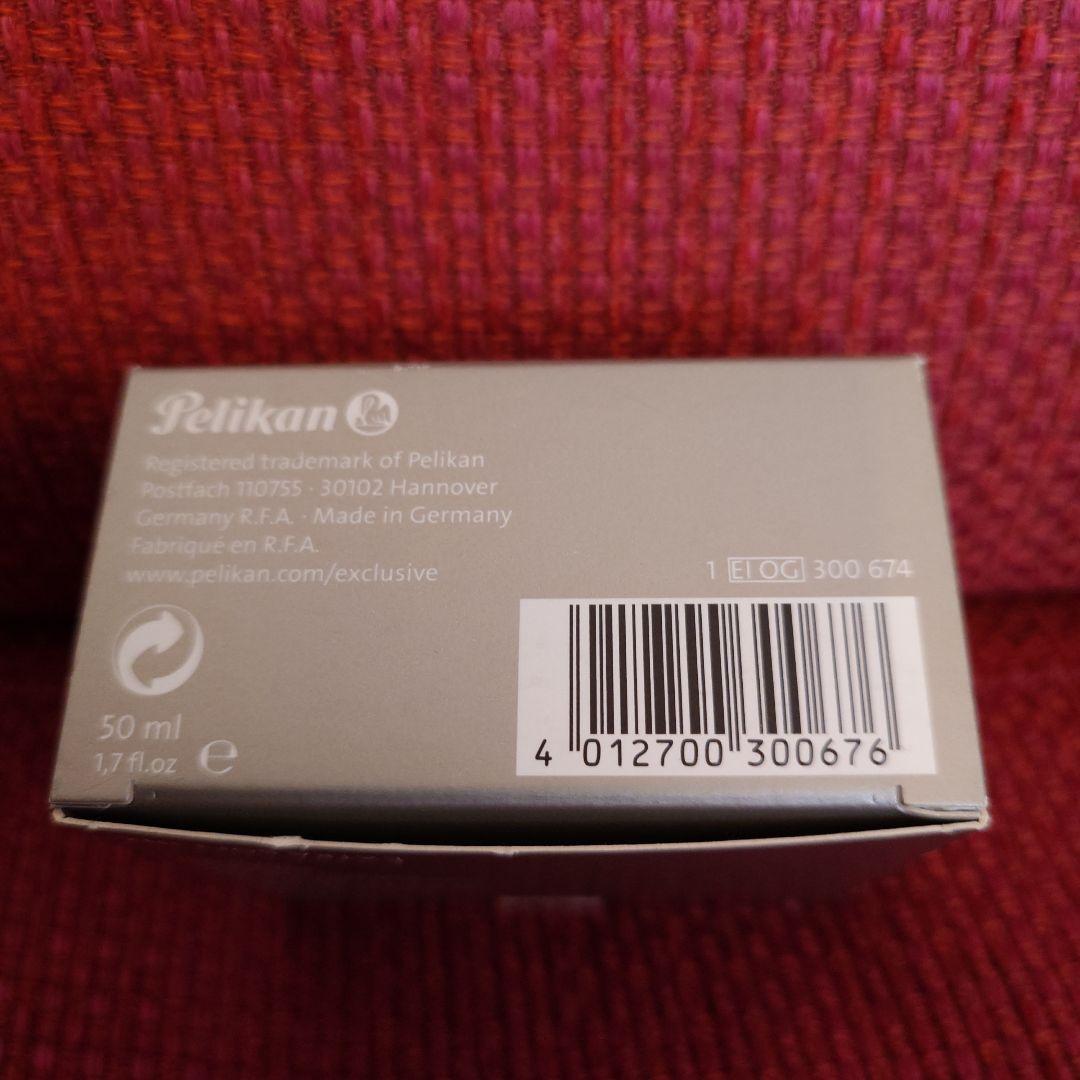 Pelikan
Registered trademark of Pelikan
Postfach 110755 · 30102 Hannover
Germany R.F.A. · Made in Germany
Fabriqué en R.F.A.
www.pelikan.com/exclusive
1 EI OG 300 674
50 ml
1,7 fl.oz e
4 012700 300676